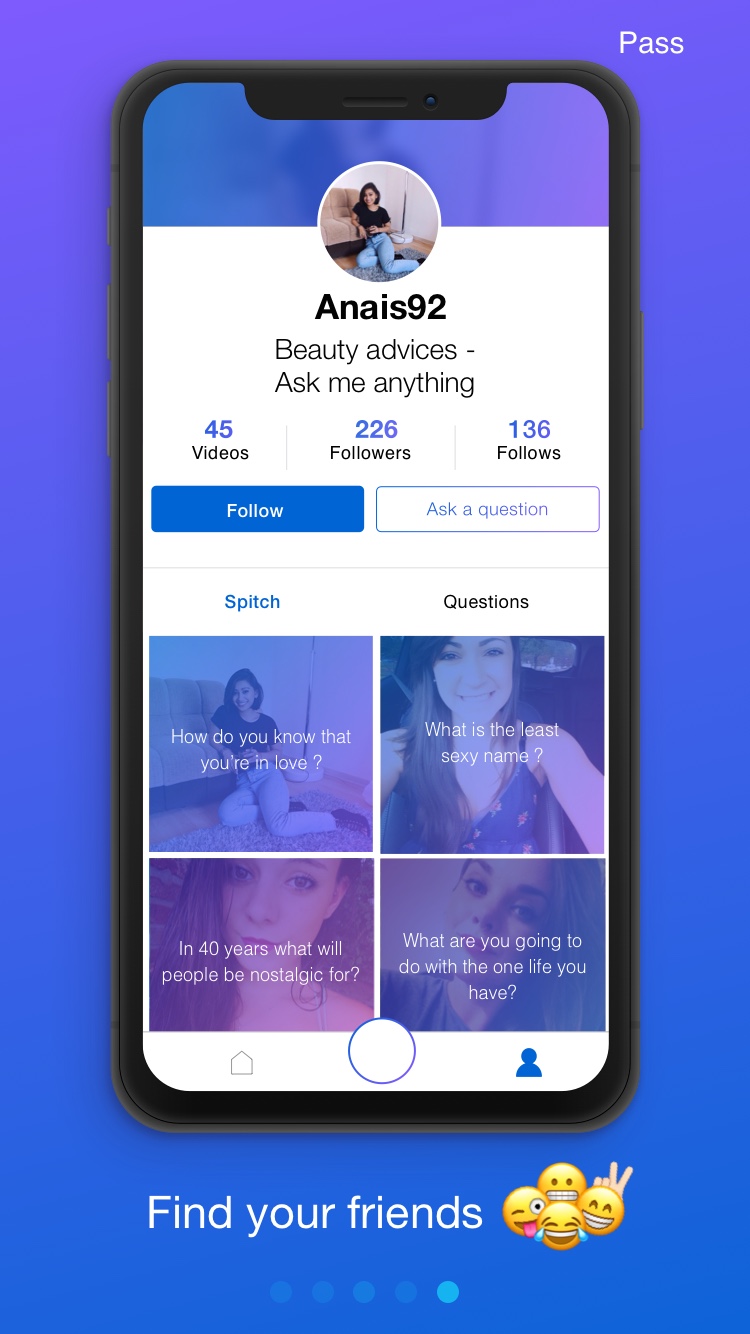 Pass
Anais92
Beauty advices -
Ask me anything
45
Videos
226
Followers
136
Follows
Follow
Ask a question
Spitch
Questions
How do you know that
you're in love ?
What is the least
sexy name ?
In 40 years what will
people be nostalgic for?
What are you going to
do with the one life you
have?
Find your friends